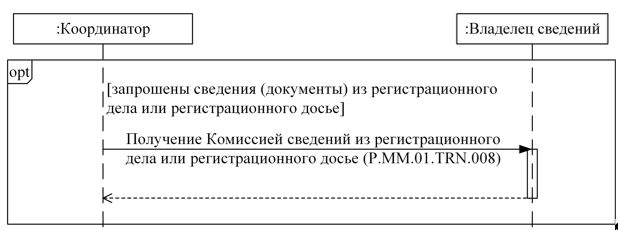 :Координатор
:Владелец сведений
opt
[запрошены сведения (документы) из регистрационного
дела или регистрационного досье]
Получение Комиссией сведений из регистрационного
дела или регистрационного досье (P.MM.01.TRN.008)